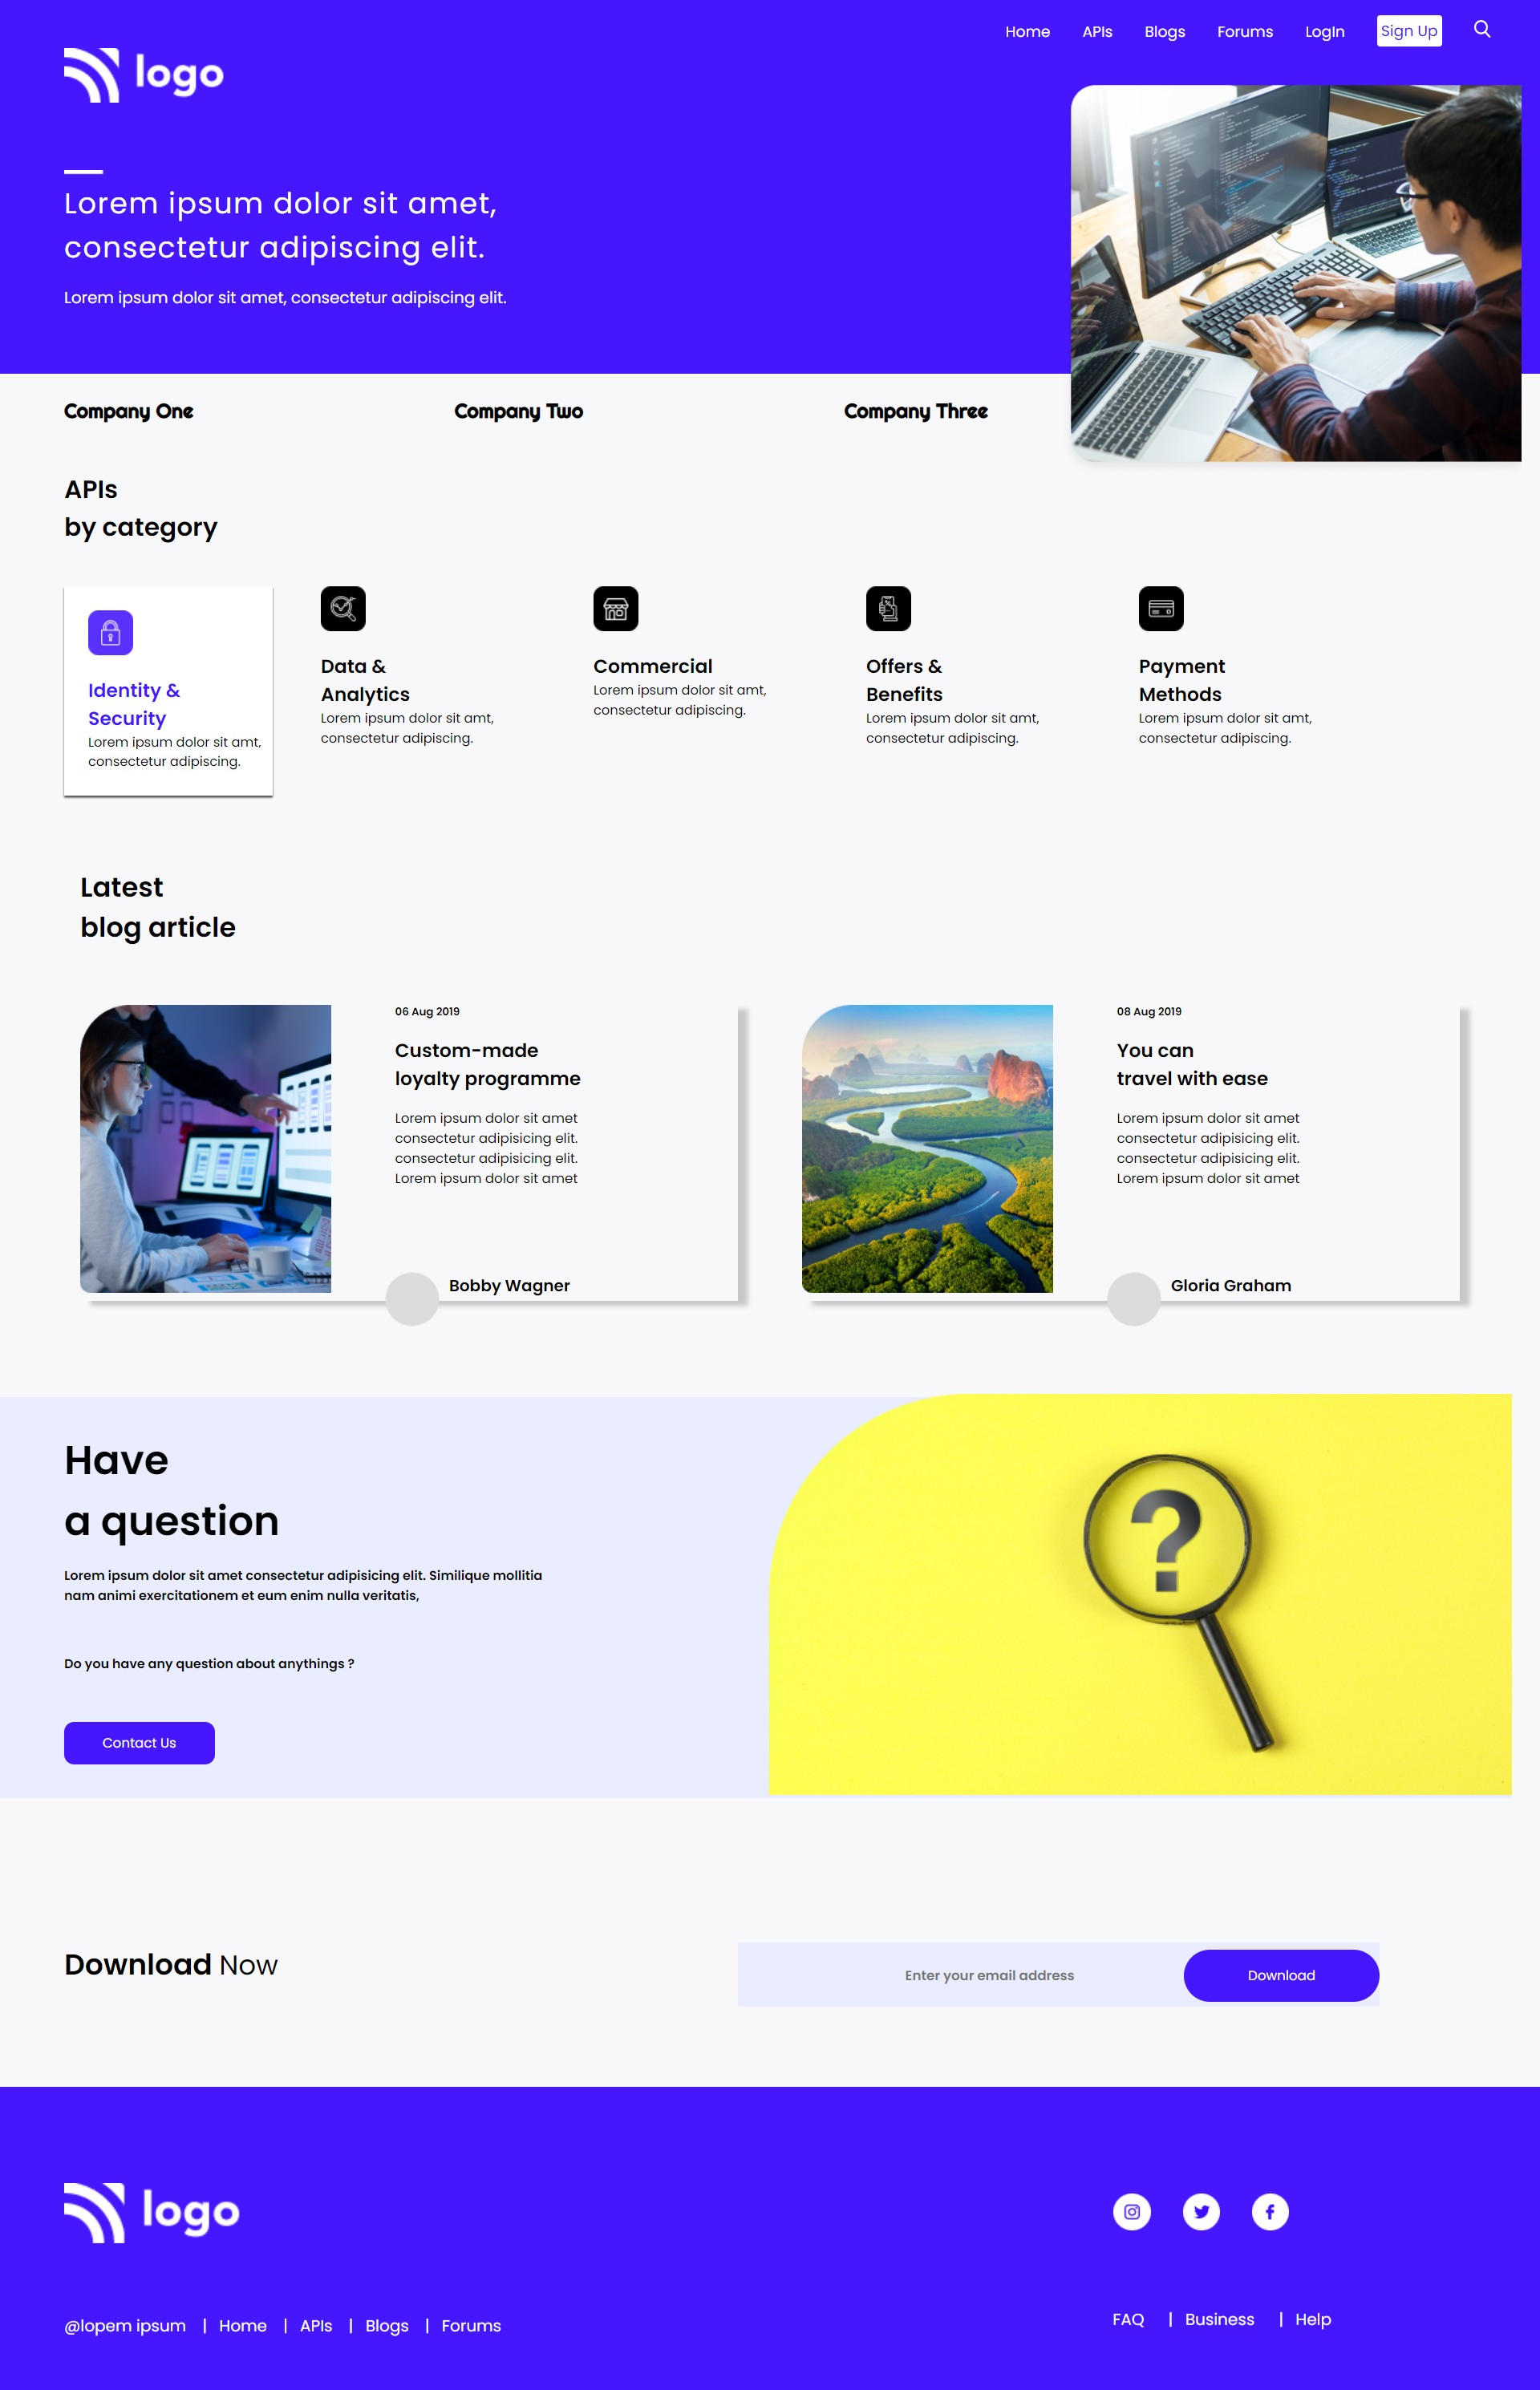 Home
APIs
Blogs
Forums
LogIn
Sign Up
logo
Lorem ipsum dolor sit amet,
consectetur adipiscing elit.
Lorem ipsum dolor sit amet, consectetur adipiscing elit.
Company One
Company Two
Company Three
APIs
by category
Identity &
Security
Lorem ipsum dolor sit amt,
consectetur adipiscing.
Data &
Analytics
Lorem ipsum dolor sit amt,
consectetur adipiscing.
Commercial
Lorem ipsum dolor sit amt,
consectetur adipiscing.
Offers &
Benefits
Lorem ipsum dolor sit amt,
consectetur adipiscing.
Payment
Methods
Lorem ipsum dolor sit amt,
consectetur adipiscing.
Latest
blog article
06 Aug 2019
Custom-made
loyalty programme
Lorem ipsum dolor sit amet
consectetur adipisicing elit.
consectetur adipisicing elit.
Lorem ipsum dolor sit amet
Bobby Wagner
08 Aug 2019
You can
travel with ease
Lorem ipsum dolor sit amet
consectetur adipisicing elit.
consectetur adipisicing elit.
Lorem ipsum dolor sit amet
Gloria Graham
Have
a question
Lorem ipsum dolor sit amet consectetur adipisicing elit. Similique mollitia
nam animi exercitationem et eum enim nulla veritatis,
Do you have any question about anythings ?
Contact Us
?
Download Now
Enter your email address
Download
logo
@lopem ipsum | Home | APIs | Blogs | Forums
FAQ | Business | Help